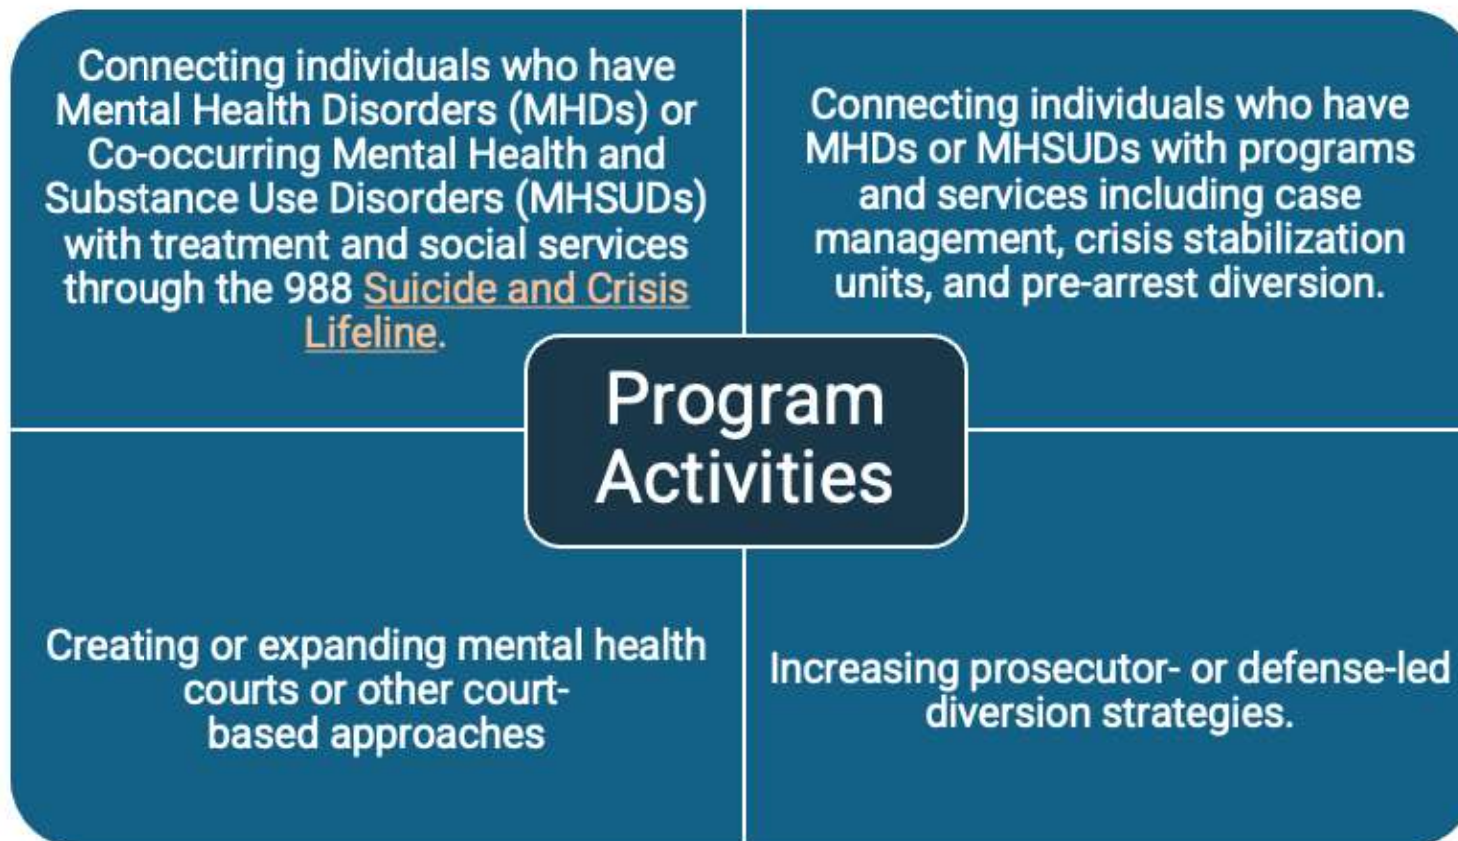 Connecting individuals who have
Mental Health Disorders (MHDs) or
Co-occurring Mental Health and
Substance Use Disorders (MHSUDs)
with treatment and social services
through the 988 Suicide and Crisis
Lifeline.
Connecting individuals who have
MHDs or MHSUDs with programs
and services including case
management, crisis stabilization
units, and pre-arrest diversion.
Program
Activities
Creating or expanding mental health
courts or other court-
based approaches
Increasing prosecutor- or defense-led
diversion strategies.